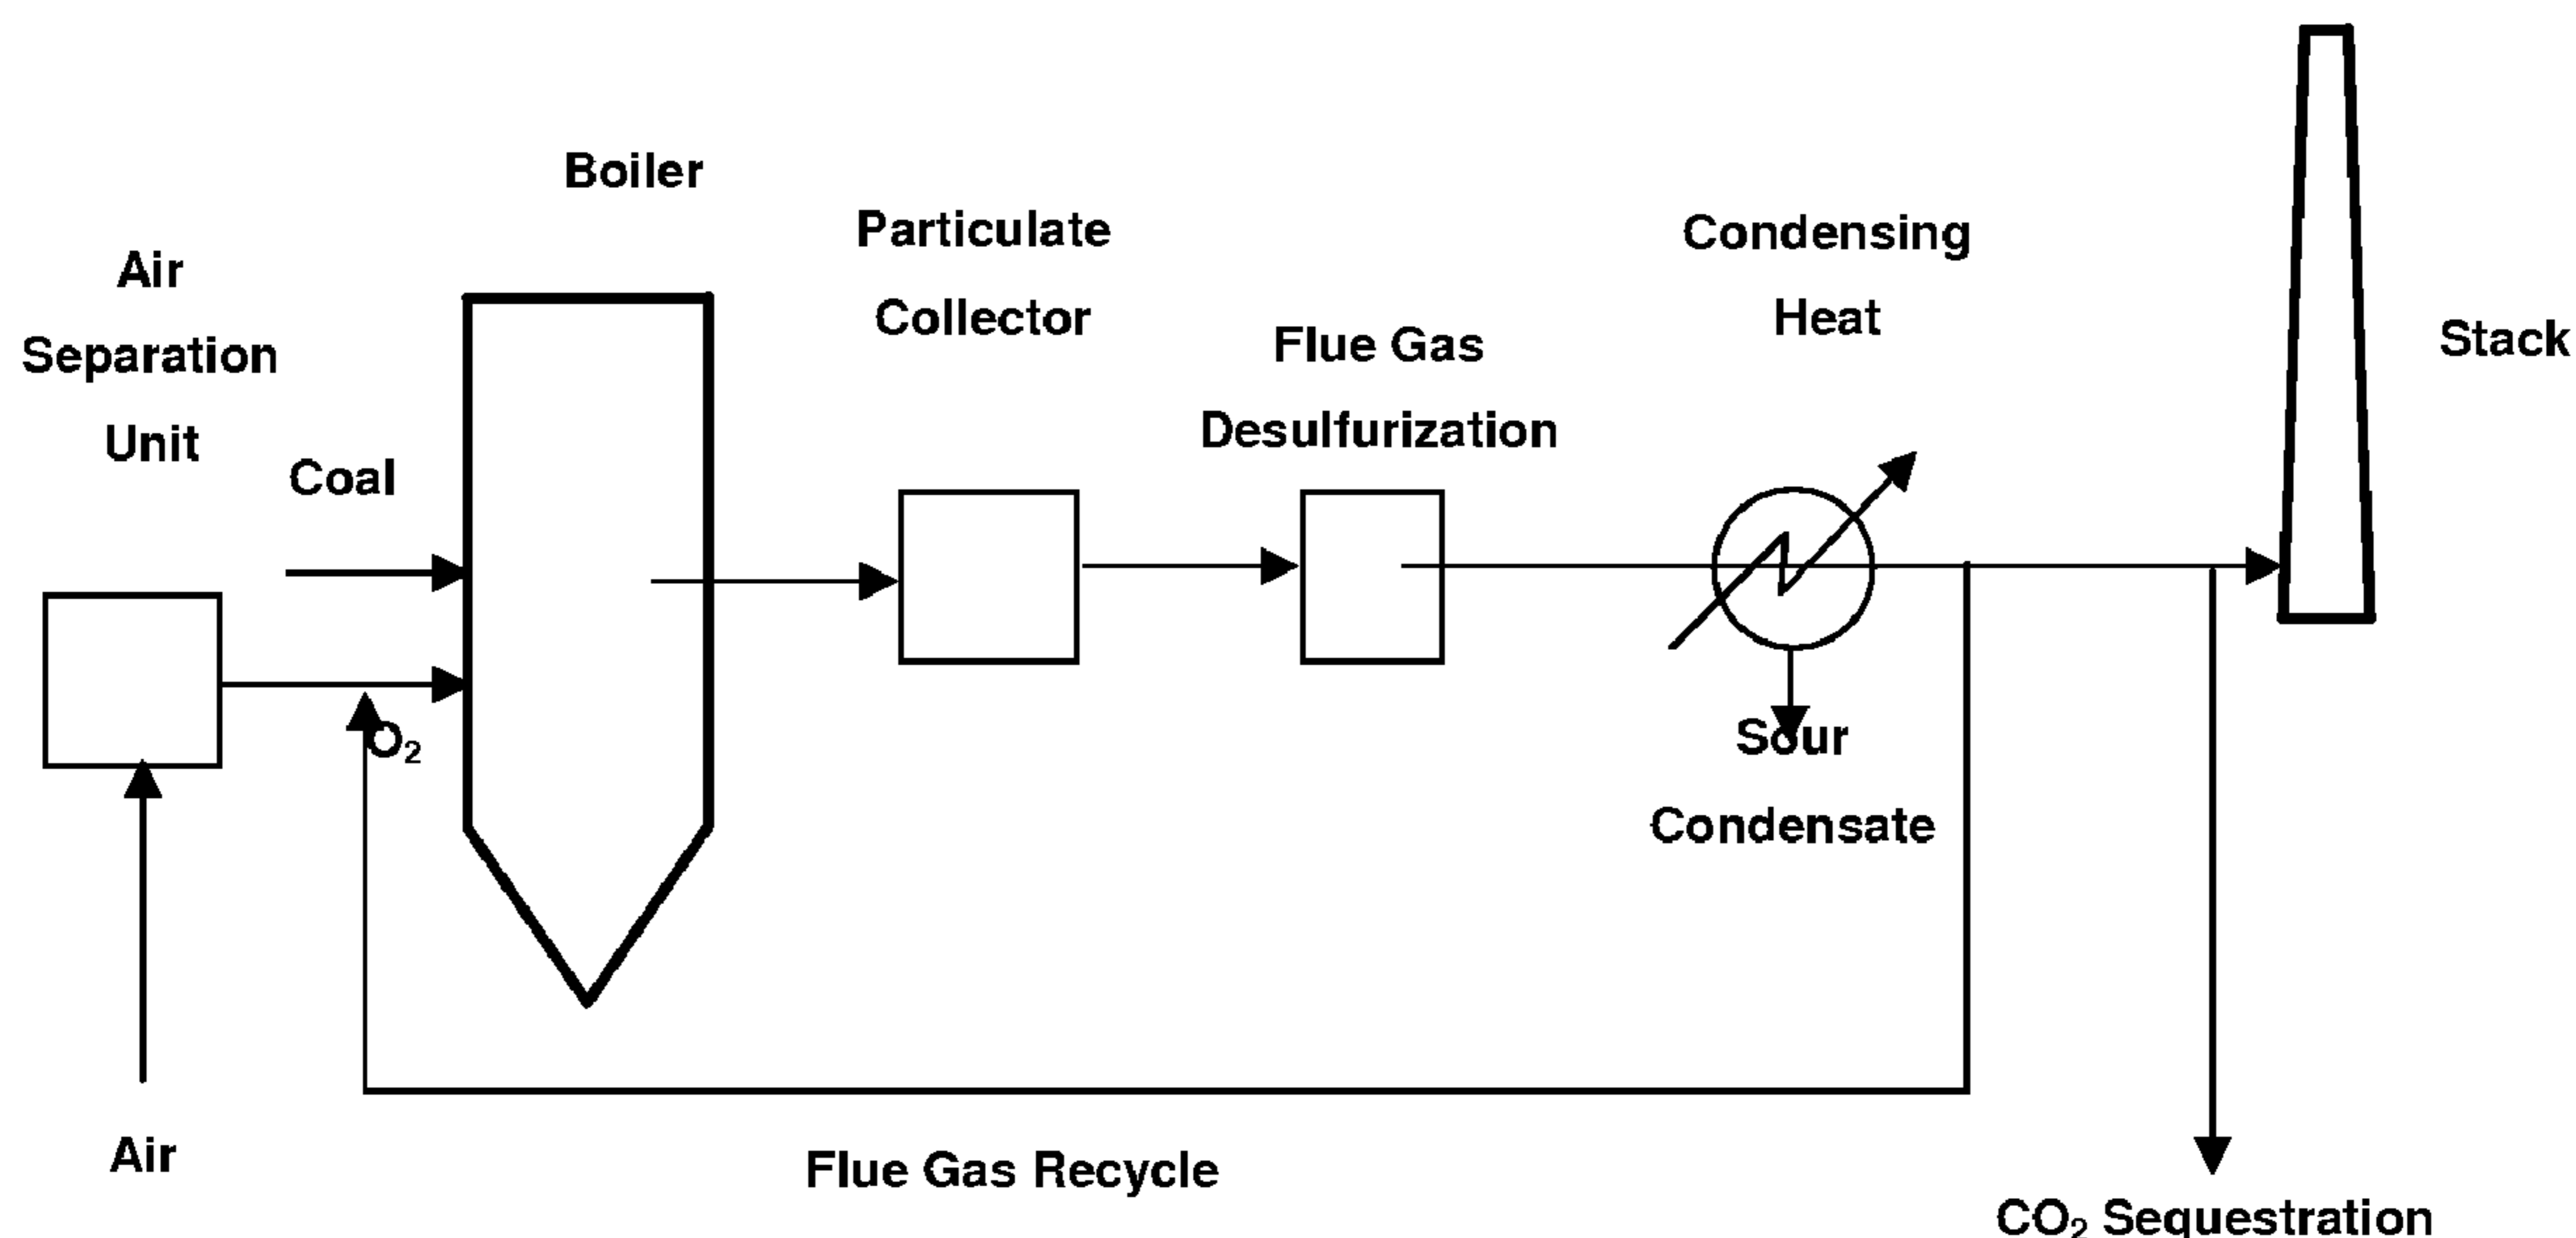 Boiler
Air
Separation
Unit
Coal
Particulate
Collector
Flue Gas
Desulfurization
Condensing
Heat
Stack
O₂
Sour
Condensate
Air
Flue Gas Recycle
CO₂ Sequestration